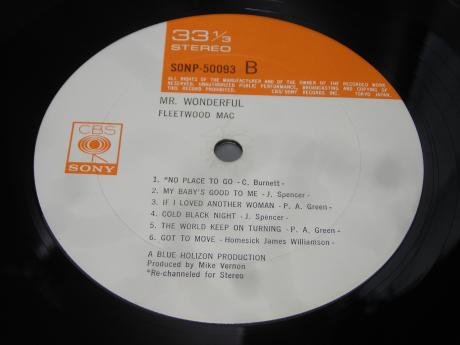 33 1/3
STEREO
SONP-50093 B
ALL RIGHTS OF THE MANUFACTURER AND OF THE OWNER OF THE RECORDED WORK
RESERVED. UNAUTHORIZED PUBLIC PERFORMANCE, BROADCASTING AND COPYING OF
THIS RECORD PROHIBITED. CBS/SONY RECORDS INC. TOKYO JAPAN.
MR. WONDERFUL
FLEETWOOD MAC
CBS
SONY
1. *NO PLACE TO GO - C. Burnett -
2. MY BABY'S GOOD TO ME - J. Spencer -
3. IF I LOVED ANOTHER WOMAN - P. A. Green -
4. COLD BLACK NIGHT - J. Spencer -
5. THE WORLD KEEP ON TURNING - P. A. Green -
6. GOT TO MOVE - Homesick James Williamson -
A BLUE HOLIZON PRODUCTION
Produced by Mike Vernon
*Re-channeled for Stereo